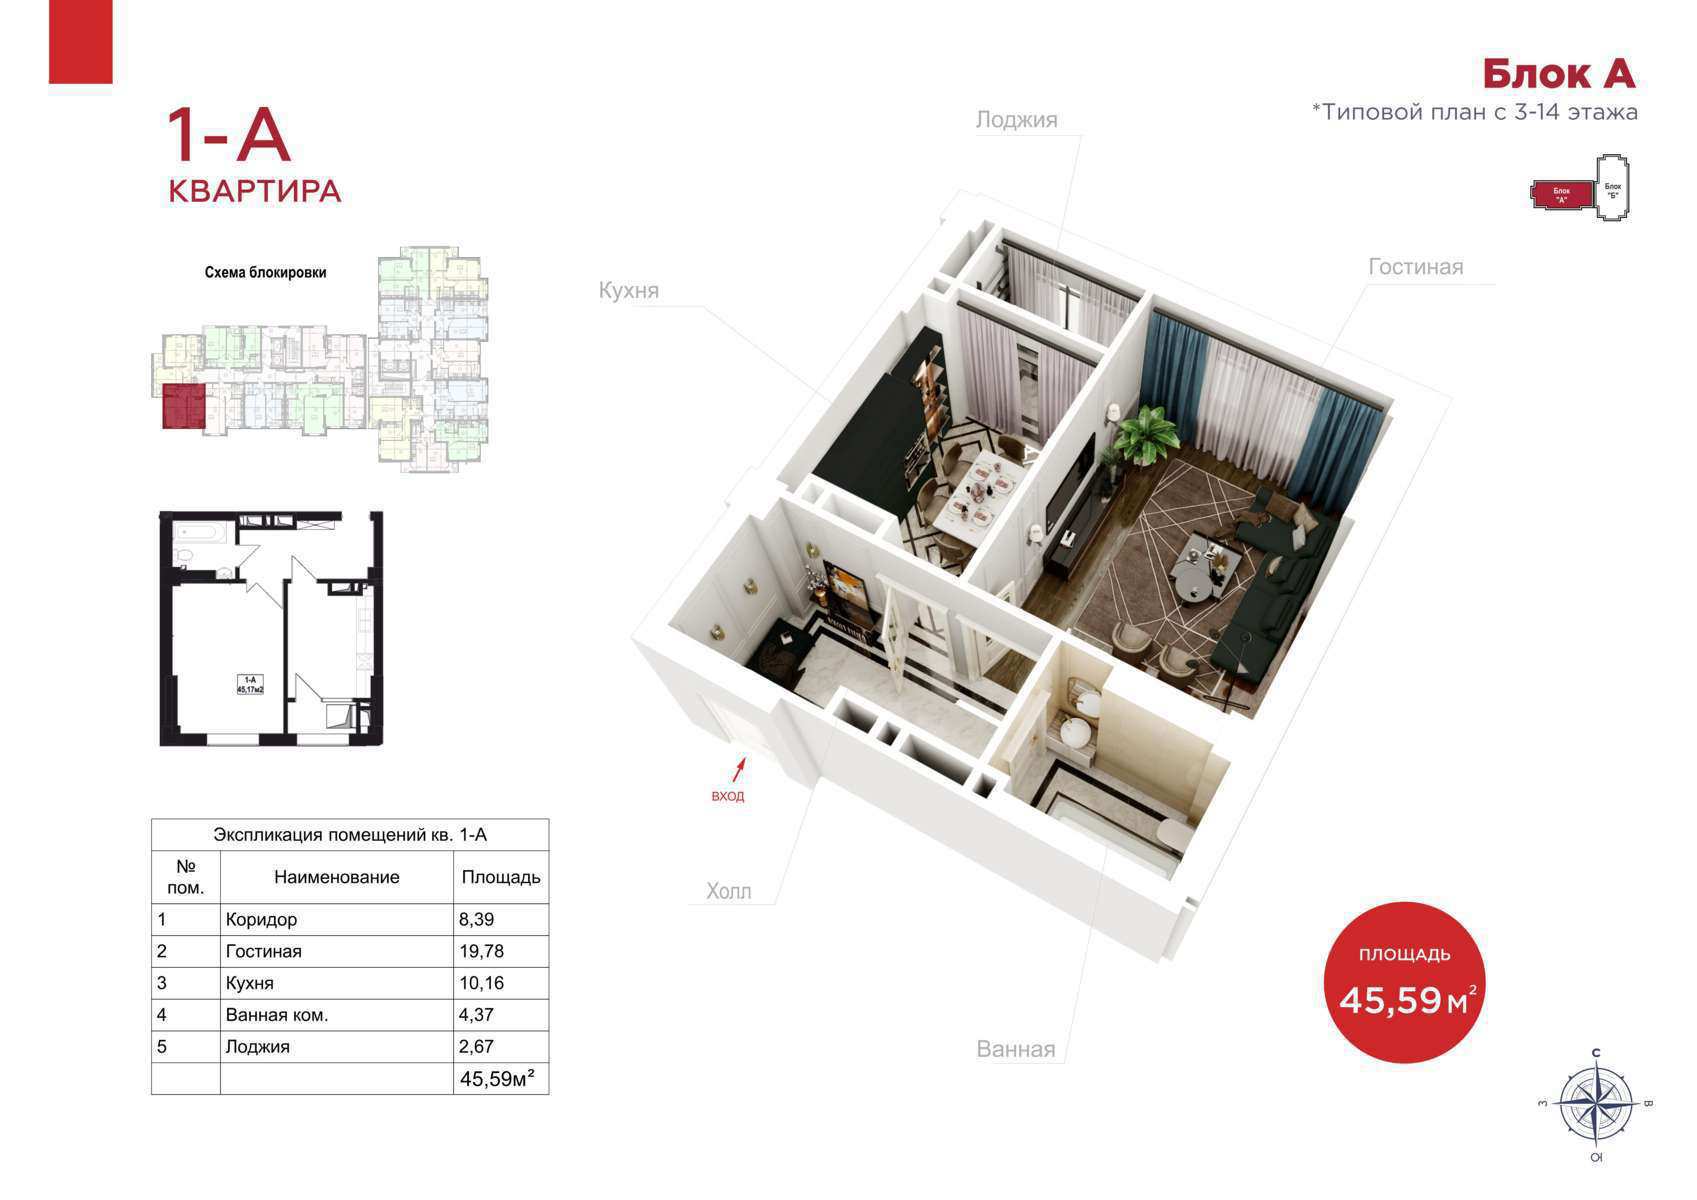 Блок А
*Типовой план с 3-14 этажа
1-А
КВАРТИРА
Лоджия
Блок
"А"
Блок
"Б"
Схема блокировки
Кухня
Гостиная
1-А
45,17м2
ВХОД
Холл
Ванная
Экспликация помещений кв. 1-А
№ пом. Наименование Площадь
1 Коридор 8,39
2 Гостиная 19,78
3 Кухня 10,16
4 Ванная ком. 4,37
5 Лоджия 2,67
45,59м²
ПЛОЩАДЬ
45,59 м²
С
З
В
Ю